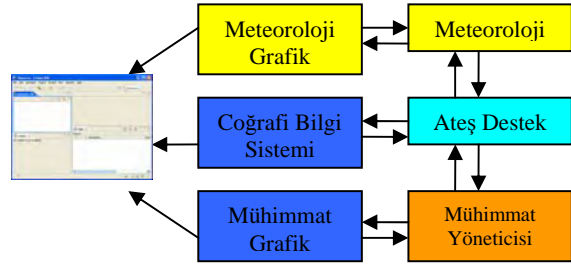 Meteoroloji
Grafik
Meteoroloji
Coğrafi Bilgi
Sistemi
Ateş Destek
Mühimmat
Grafik
Mühimmat
Yöneticisi